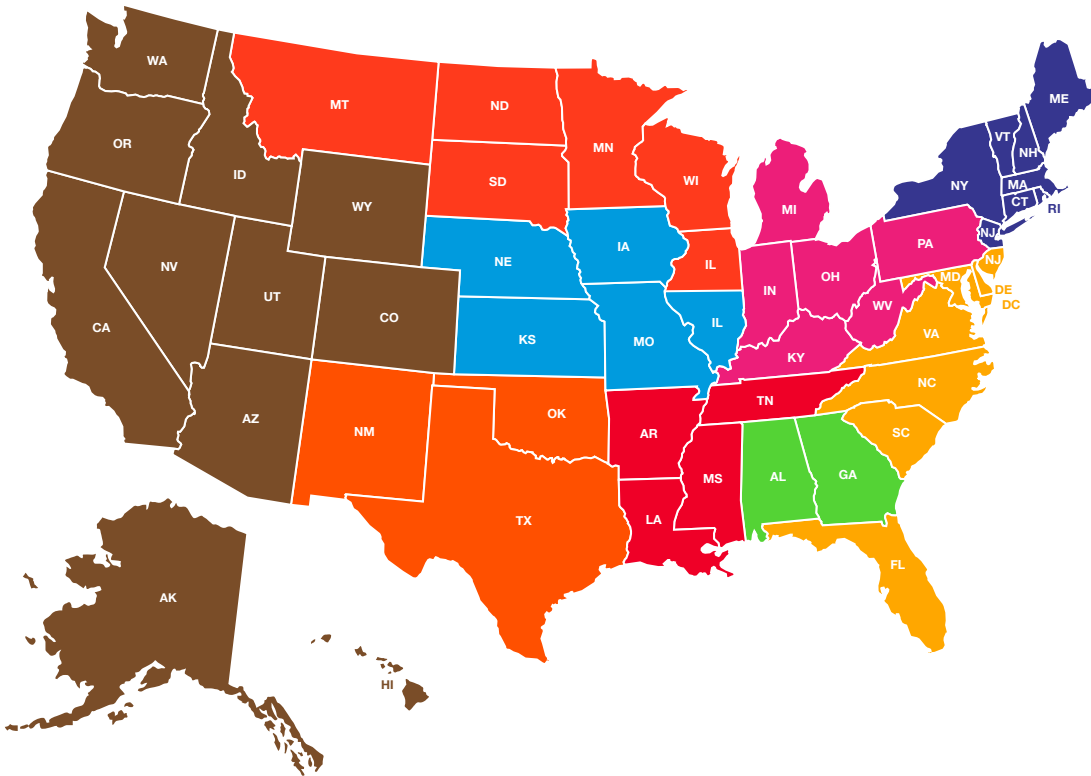 WA
MT
ND
MN
ME
VT
NH
OR
ID
SD
WI
NY
MA
CT
RI
WY
MI
NJ
PA
NV
NE
IA
IL
OH
NJ
UT
IN
MD
DE
DC
CO
WV
CA
KS
MO
IL
VA
KY
NC
TN
AZ
NM
OK
AR
SC
MS
AL
GA
TX
LA
FL
AK
HI